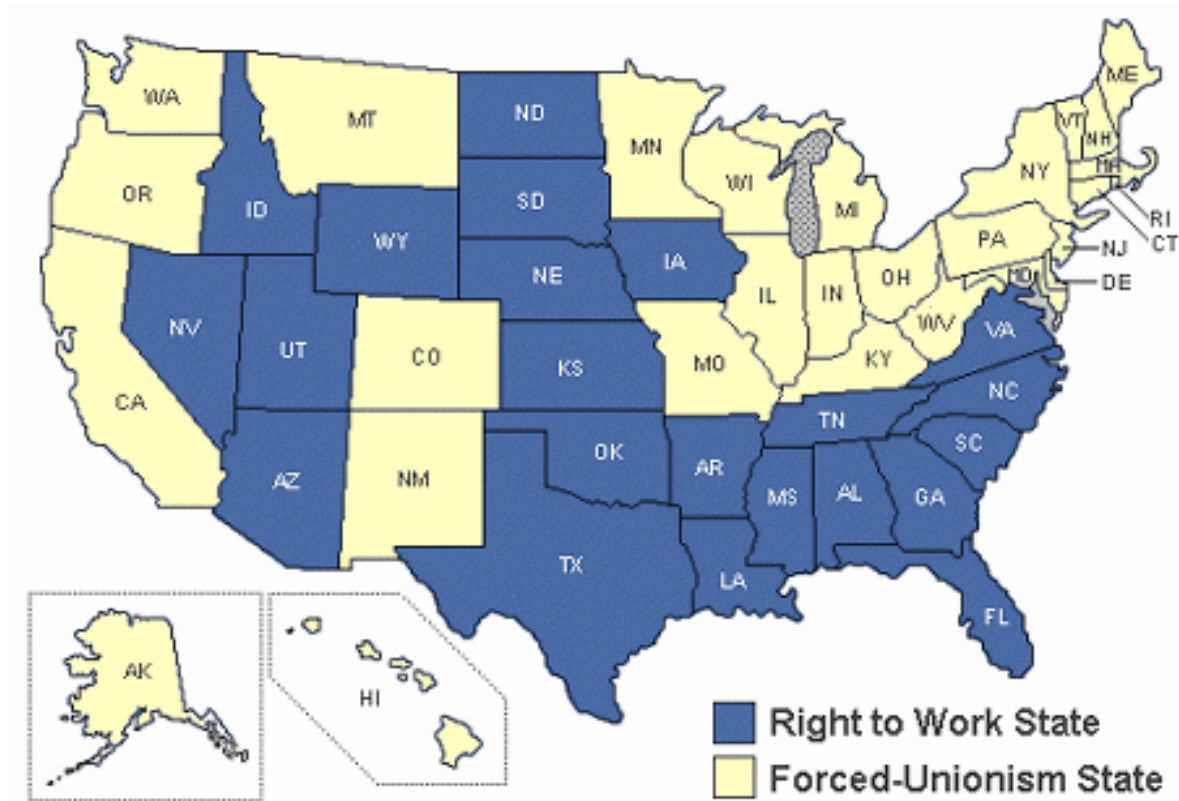 WA
MT
ND
MN
ME
VT
NH
OR
ID
SD
WI
MI
NY
MA
WY
RI
CT
IA
PA
NJ
NE
OH
DE
MD
IL
IN
NV
UT
CO
WV
VA
KS
MO
KY
CA
NC
TN
OK
AR
SC
AZ
NM
MS
AL
GA
TX
LA
FL
AK
HI
Right to Work State
Forced-Unionism State